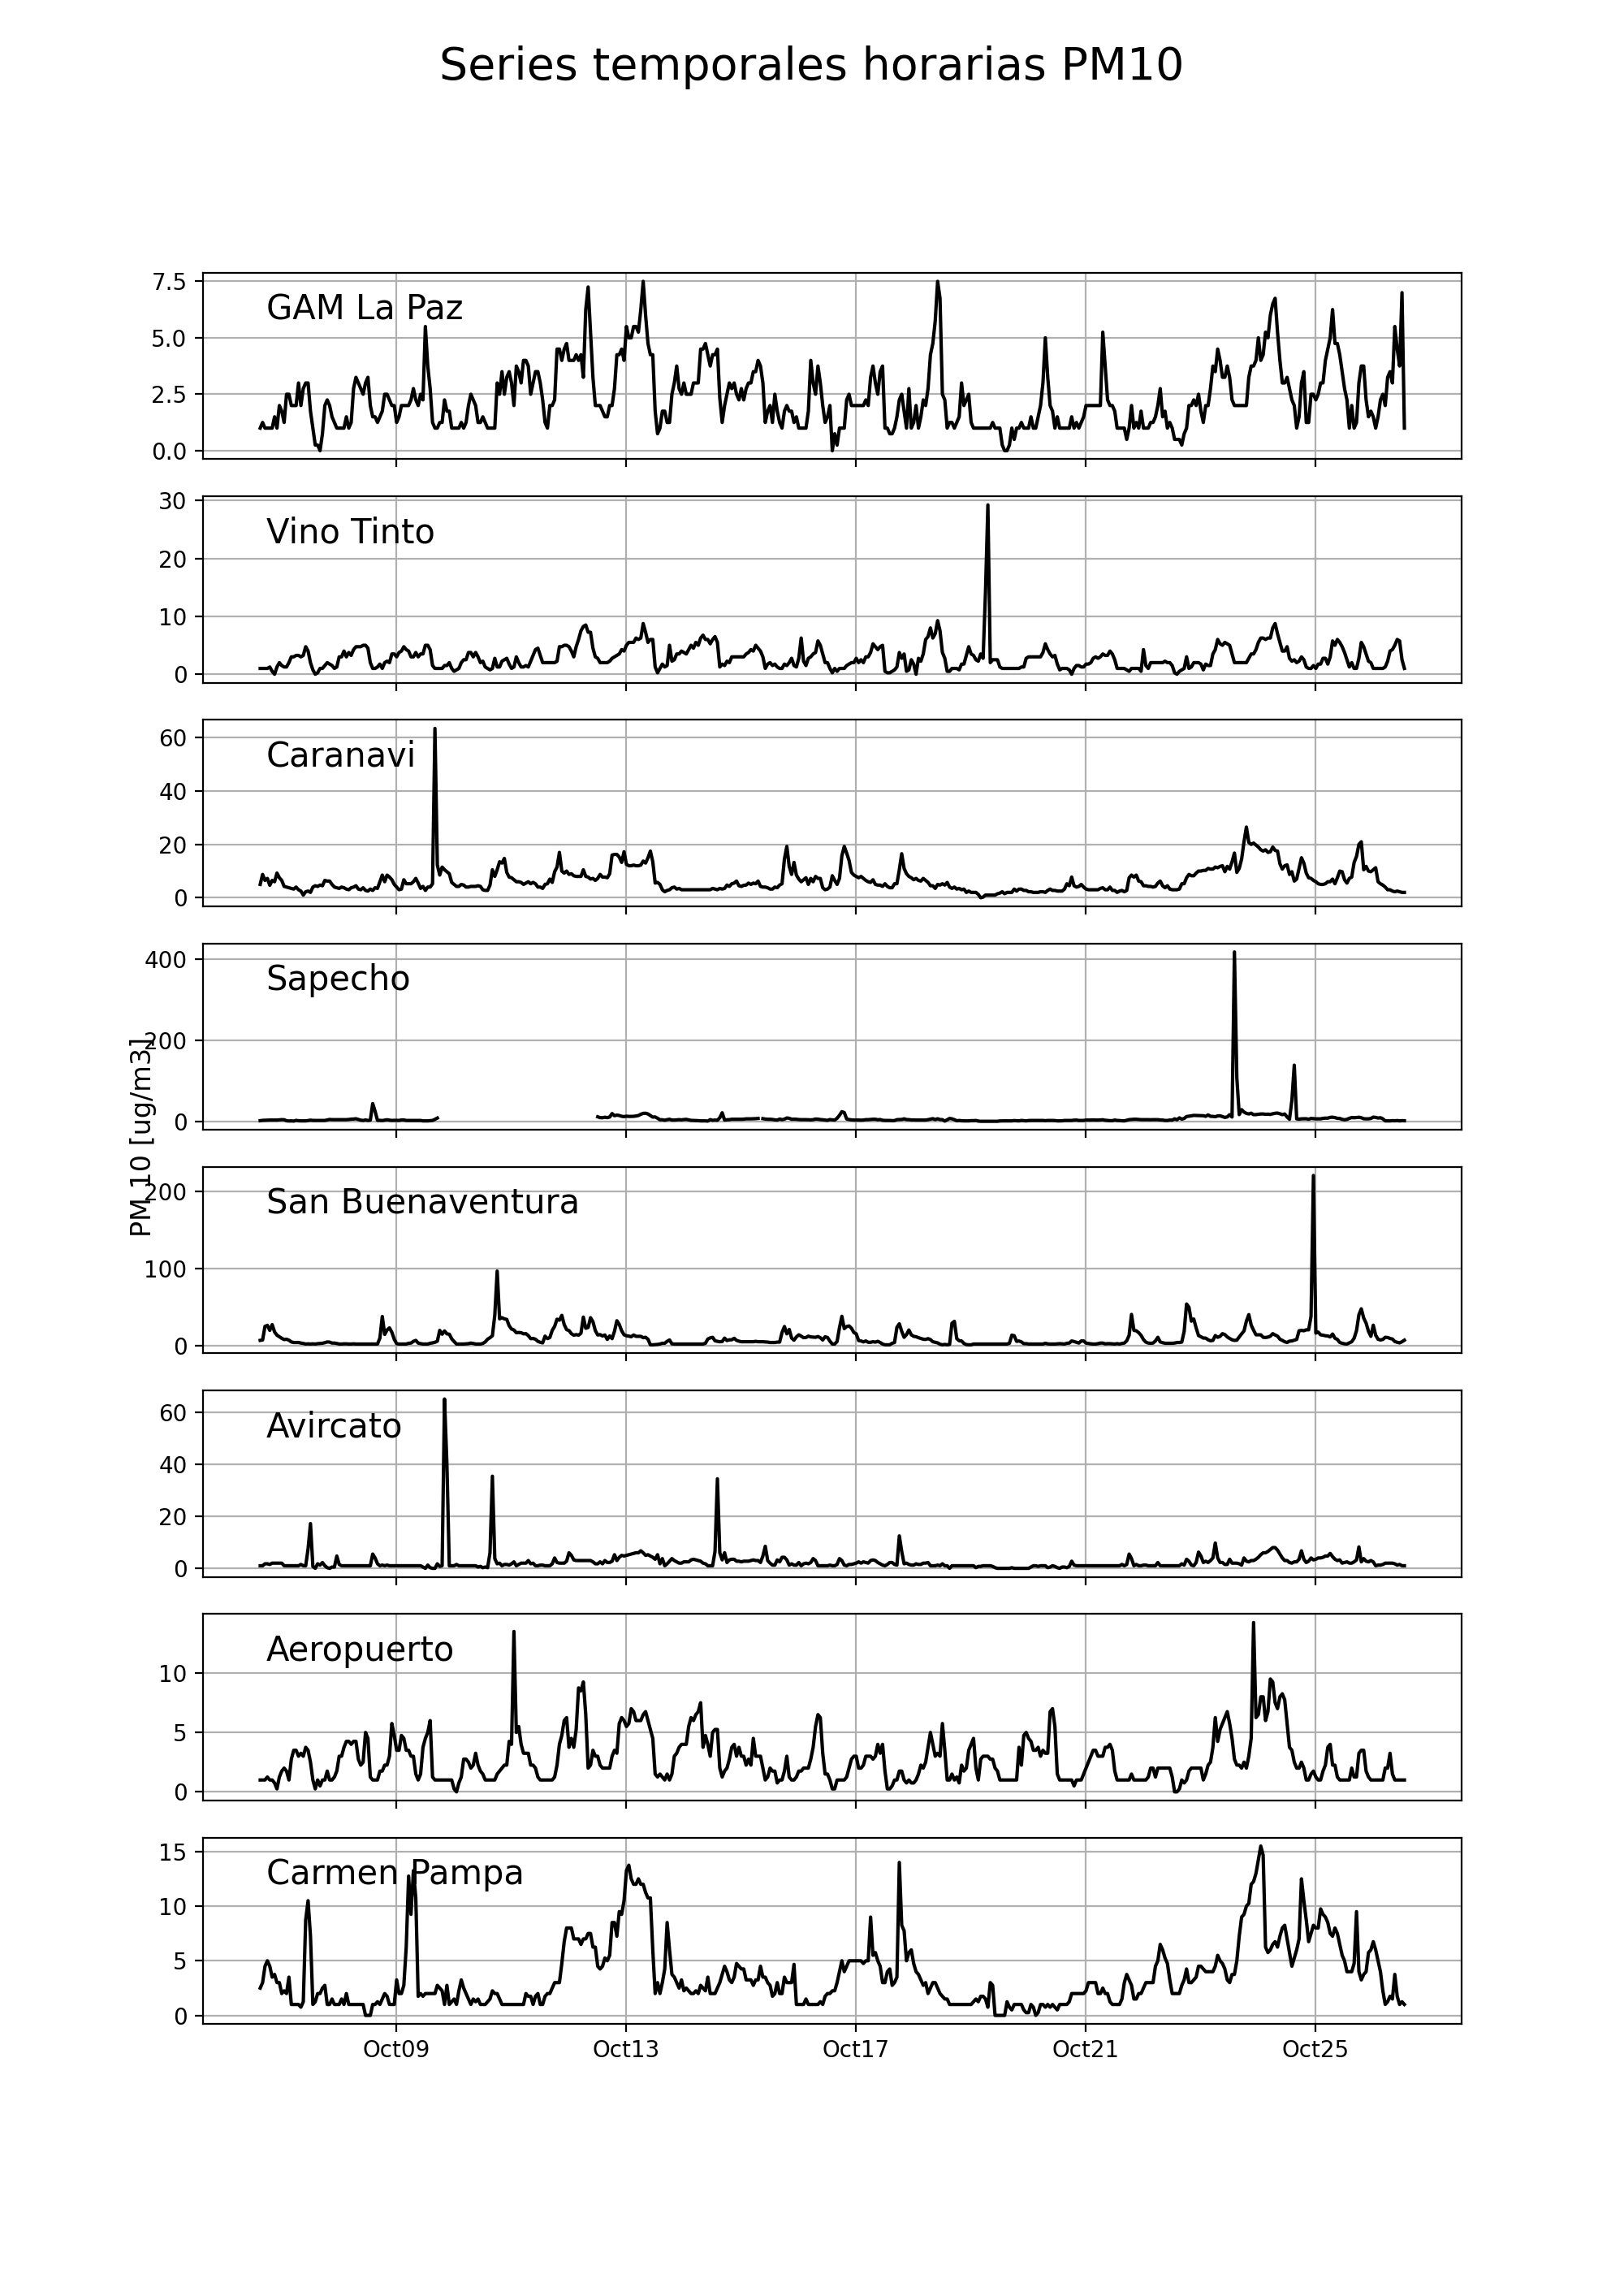 Series temporales horarias PM10
7.5
5.0
2.5
0.0
GAM La Paz
30
20
10
0
Vino Tinto
60
40
20
0
Caranavi
400
200
0
Sapecho
PM 10 [ug/m3]
200
100
0
San Buenaventura
60
40
20
0
Avircato
10
5
0
Aeropuerto
15
10
5
0
Carmen Pampa
Oct09 Oct13 Oct17 Oct21 Oct25